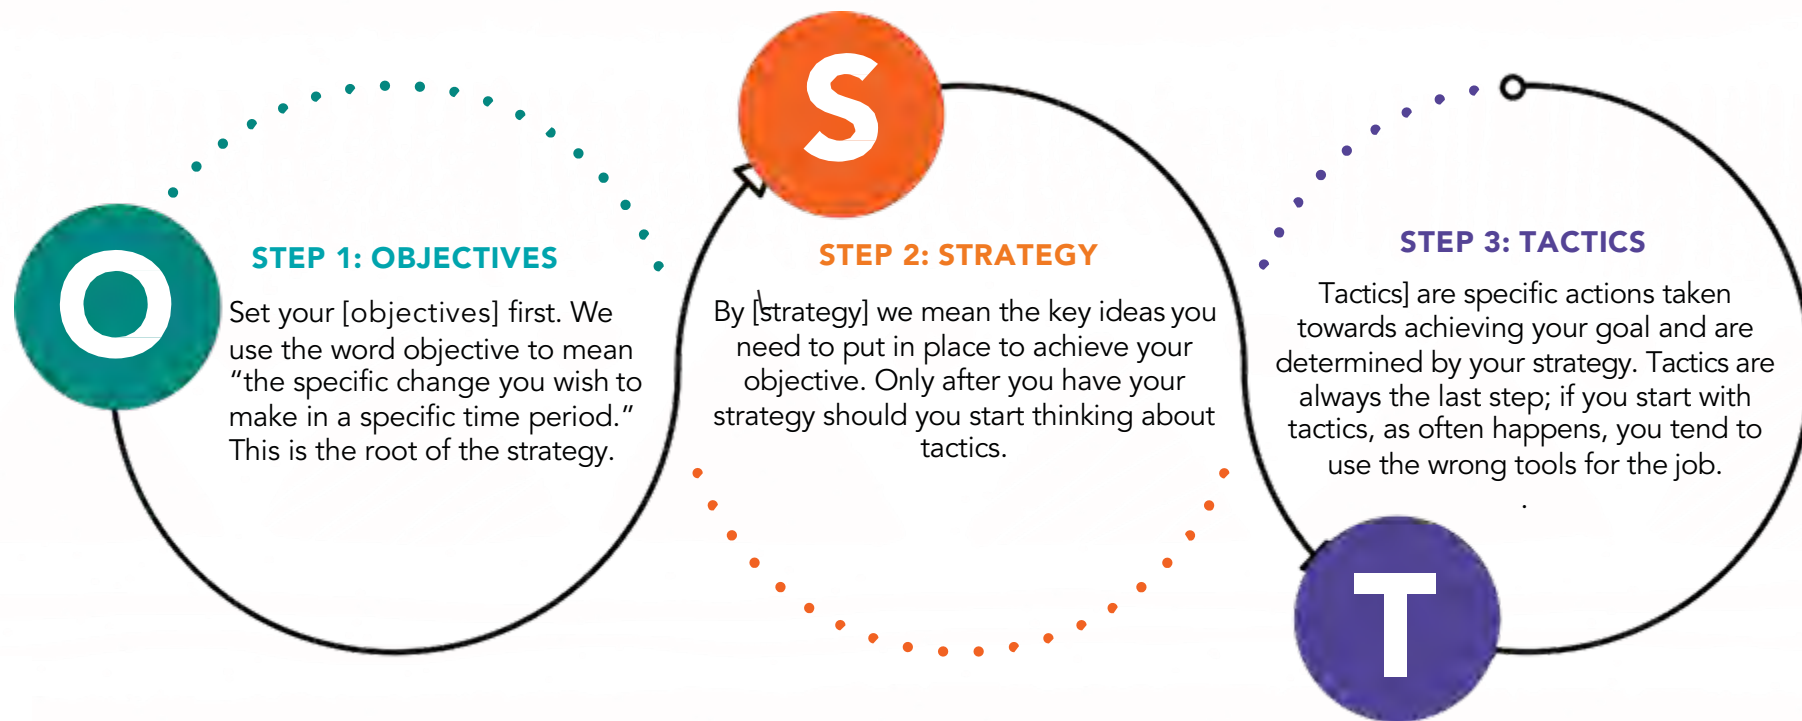 O
STEP 1: OBJECTIVES
Set your [objectives] first. We
use the word objective to mean
“the specific change you wish to
make in a specific time period.”
This is the root of the strategy.
S
STEP 2: STRATEGY
By [strategy] we mean the key ideas you
need to put in place to achieve your
objective. Only after you have your
strategy should you start thinking about
tactics.
STEP 3: TACTICS
Tactics] are specific actions taken
towards achieving your goal and are
determined by your strategy. Tactics are
always the last step; if you start with
tactics, as often happens, you tend to
use the wrong tools for the job.
.
T